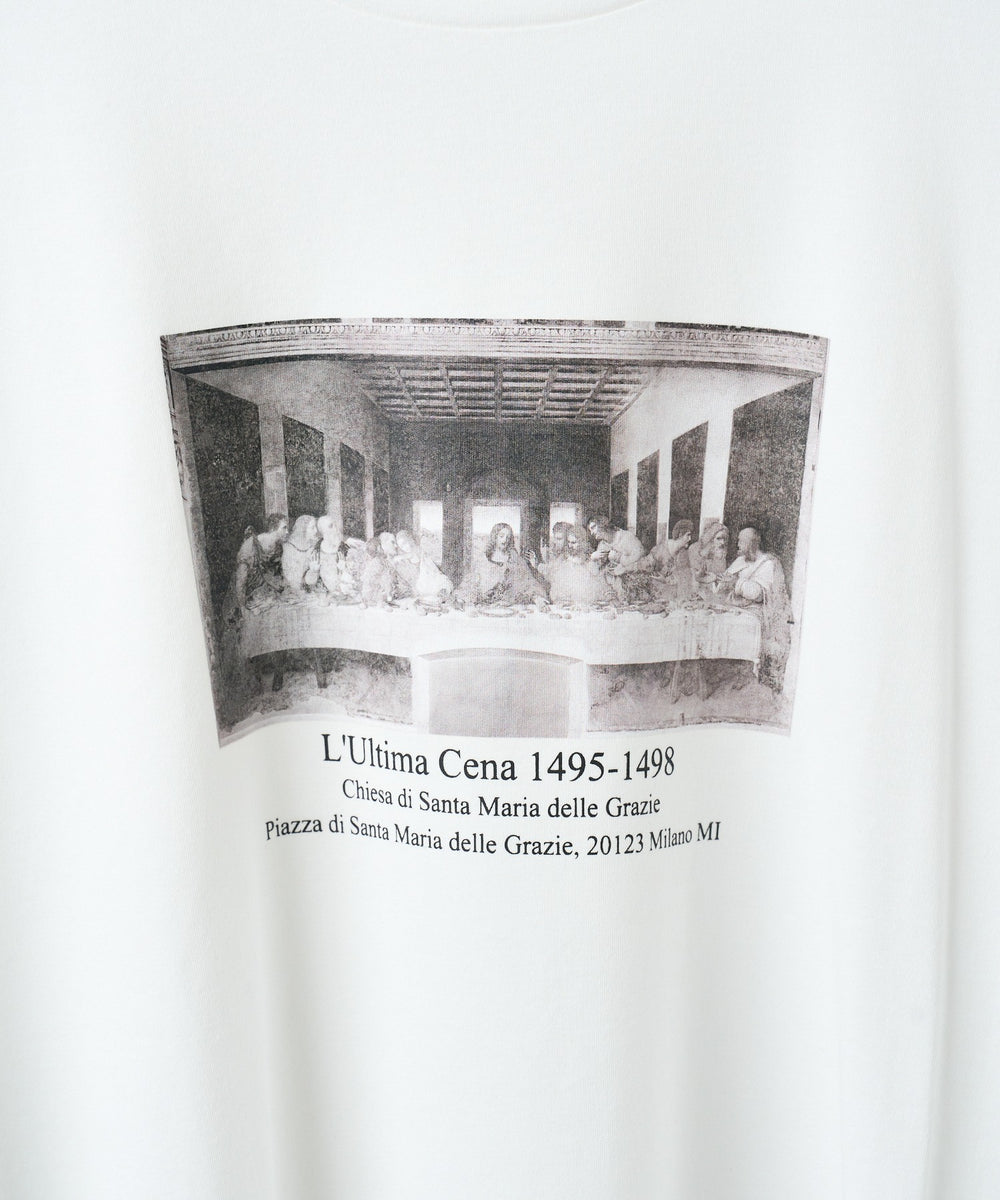 L'Ultima Cena 1495-1498
Chiesa di Santa Maria delle Grazie
Piazza di Santa Maria delle Grazie, 20123 Milano MI